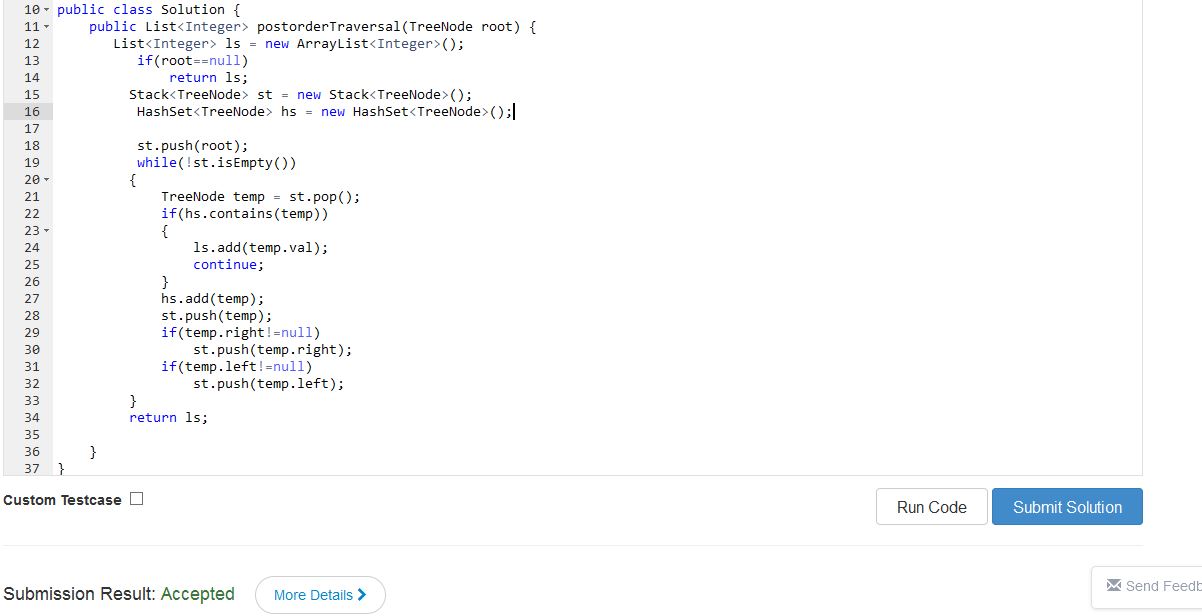 10 public class Solution {
11 public List<Integer> postorderTraversal(TreeNode root) {
12 List<Integer> ls = new ArrayList<Integer>();
13 if(root==null)
14 return ls;
15 Stack<TreeNode> st = new Stack<TreeNode>();
16 HashSet<TreeNode> hs = new HashSet<TreeNode>();
17
18 st.push(root);
19 while(!st.isEmpty())
20 {
21 TreeNode temp = st.pop();
22 if(hs.contains(temp))
23 {
24 ls.add(temp.val);
25 continue;
26 }
27 hs.add(temp);
28 st.push(temp);
29 if(temp.right!=null)
30 st.push(temp.right);
31 if(temp.left!=null)
32 st.push(temp.left);
33 }
34 return ls;
35
36 }
37 }
Custom Testcase
Run Code Submit Solution
Submission Result: Accepted More Details
Send Feedb